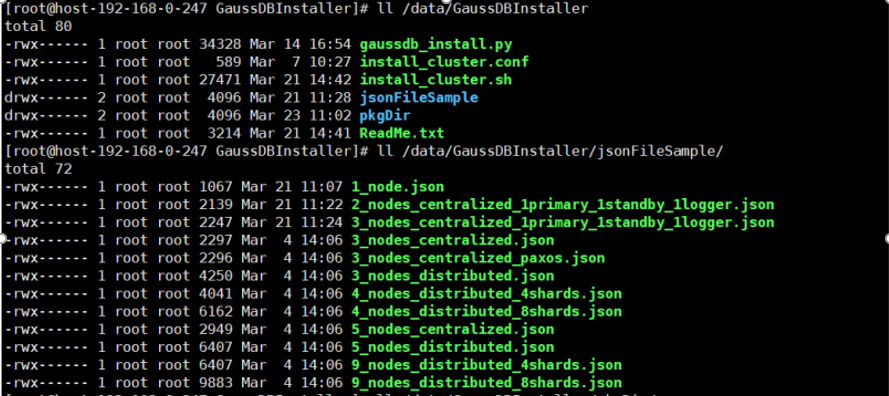 [root@host-192-168-0-247 GaussDBInstaller]# ll /data/GaussDBInstaller
total 80
-rwx------ 1 root root 34328 Mar 14 16:54 gaussdb_install.py
-rwx------ 1 root root   589 Mar  7 10:27 install_cluster.conf
-rwx------ 1 root root 27471 Mar 21 14:42 install_cluster.sh
drwx------ 2 root root  4096 Mar 21 11:28 jsonFileSample
drwx------ 2 root root  4096 Mar 23 11:02 pkgDir
-rwx------ 1 root root  3214 Mar 21 14:41 ReadMe.txt
[root@host-192-168-0-247 GaussDBInstaller]# ll /data/GaussDBInstaller/jsonFileSample/
total 72
-rwx------ 1 root root 1067 Mar 21 11:07 1_node.json
-rwx------ 1 root root 2139 Mar 21 11:22 2_nodes_centralized_1primary_1standby_1logger.json
-rwx------ 1 root root 2247 Mar 21 11:24 3_nodes_centralized_1primary_1standby_1logger.json
-rwx------ 1 root root 2297 Mar  4 14:06 3_nodes_centralized.json
-rwx------ 1 root root 2296 Mar  4 14:06 3_nodes_centralized_paxos.json
-rwx------ 1 root root 4250 Mar  4 14:06 3_nodes_distributed.json
-rwx------ 1 root root 4041 Mar  4 14:06 4_nodes_distributed_4shards.json
-rwx------ 1 root root 6162 Mar  4 14:06 4_nodes_distributed_8shards.json
-rwx------ 1 root root 2949 Mar  4 14:06 5_nodes_centralized.json
-rwx------ 1 root root 6407 Mar  4 14:06 5_nodes_distributed.json
-rwx------ 1 root root 6407 Mar  4 14:06 9_nodes_distributed_4shards.json
-rwx------ 1 root root 9883 Mar  4 14:06 9_nodes_distributed_8shards.json